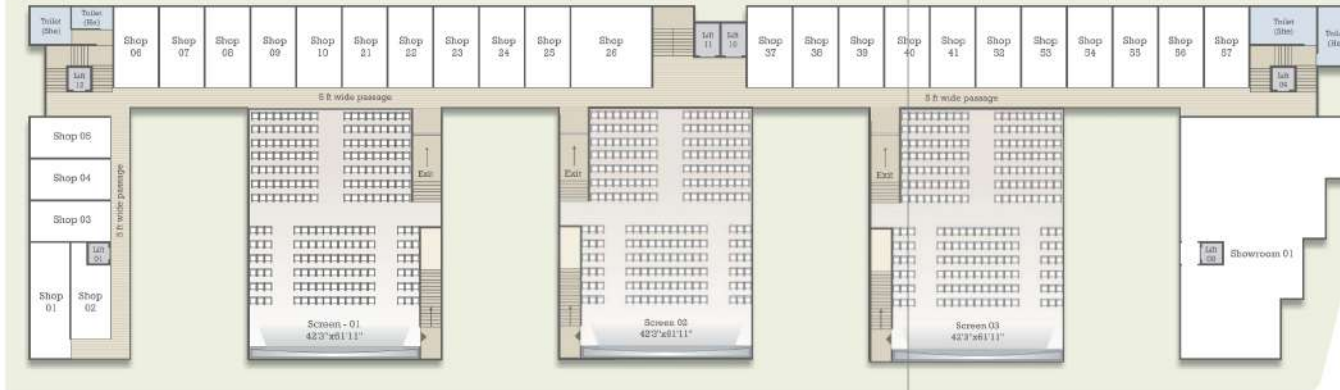 Toilet
(She)
Toilet
(He)
Shop
06
Shop
07
Shop
08
Shop
09
Shop
10
Shop
21
Shop
22
Shop
23
Shop
24
Shop
25
Shop
26
Lift
11
Lift
10
Shop
37
Shop
38
Shop
39
Shop
40
Shop
41
Shop
52
Shop
53
Shop
54
Shop
55
Shop
56
Shop
57
Toilet
(She)
Lift
12
Lift
09
5 ft wide passage
5 ft wide passage
Shop 05
Shop 04
Shop 03
5 ft wide passage
Lift
01
Shop
01
Shop
02
Exit
Exit
Exit
Screen - 01
42'3"x61'11"
Screen 02
42'3"x61'11"
Screen 03
42'3"x61'11"
Lift
Showroom 01